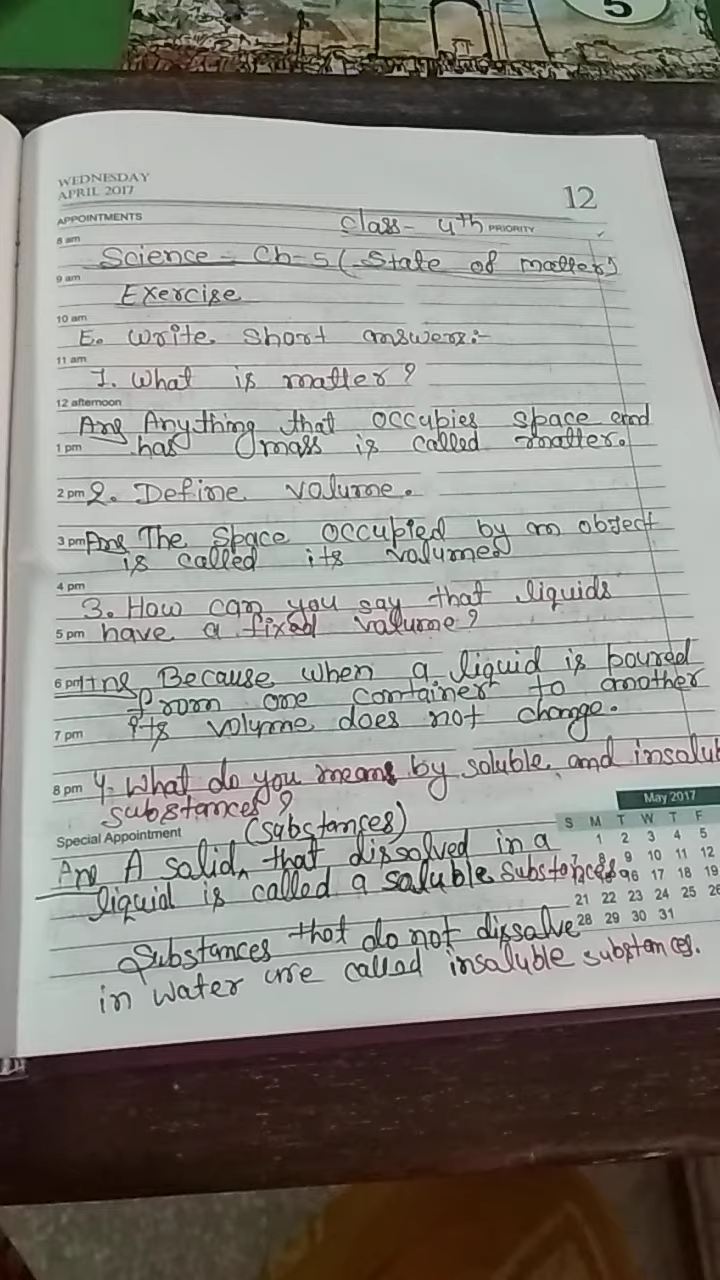 5
WEDNESDAY
APRIL 2017
12
APPOINTMENTS
Class- 4th PRIORITY
8 am
Science - Ch-5 (State of matter)
9 am
Exercise
10 am
E. Write short answers:-
11 am
1. What is matter?
12 afternoon
Ans Anything that occupies space and
1 pm has mass is called matter.
2 pm 2. Define volume.
3 pm Ans The Space occupied by an object
is called its valumed
4 pm
3. How can you say that liquids
5 pm have a fixed valume?
6 pm Ans Because when a liquid is poured
from one container to another
7 pm its volume does not change.
8 pm 4. What do you means by soluble and insolub
substances?
Special Appointment (substances)
Ans A solid, that dissolved in a
liquid is called a saluble substances
Substances that do not dissalve
in water are called insaluble substances.
May 2017
S M T W T F
1 2 3 4 5
9 10 11 12
16 17 18 19
21 22 23 24 25 26
28 29 30 31